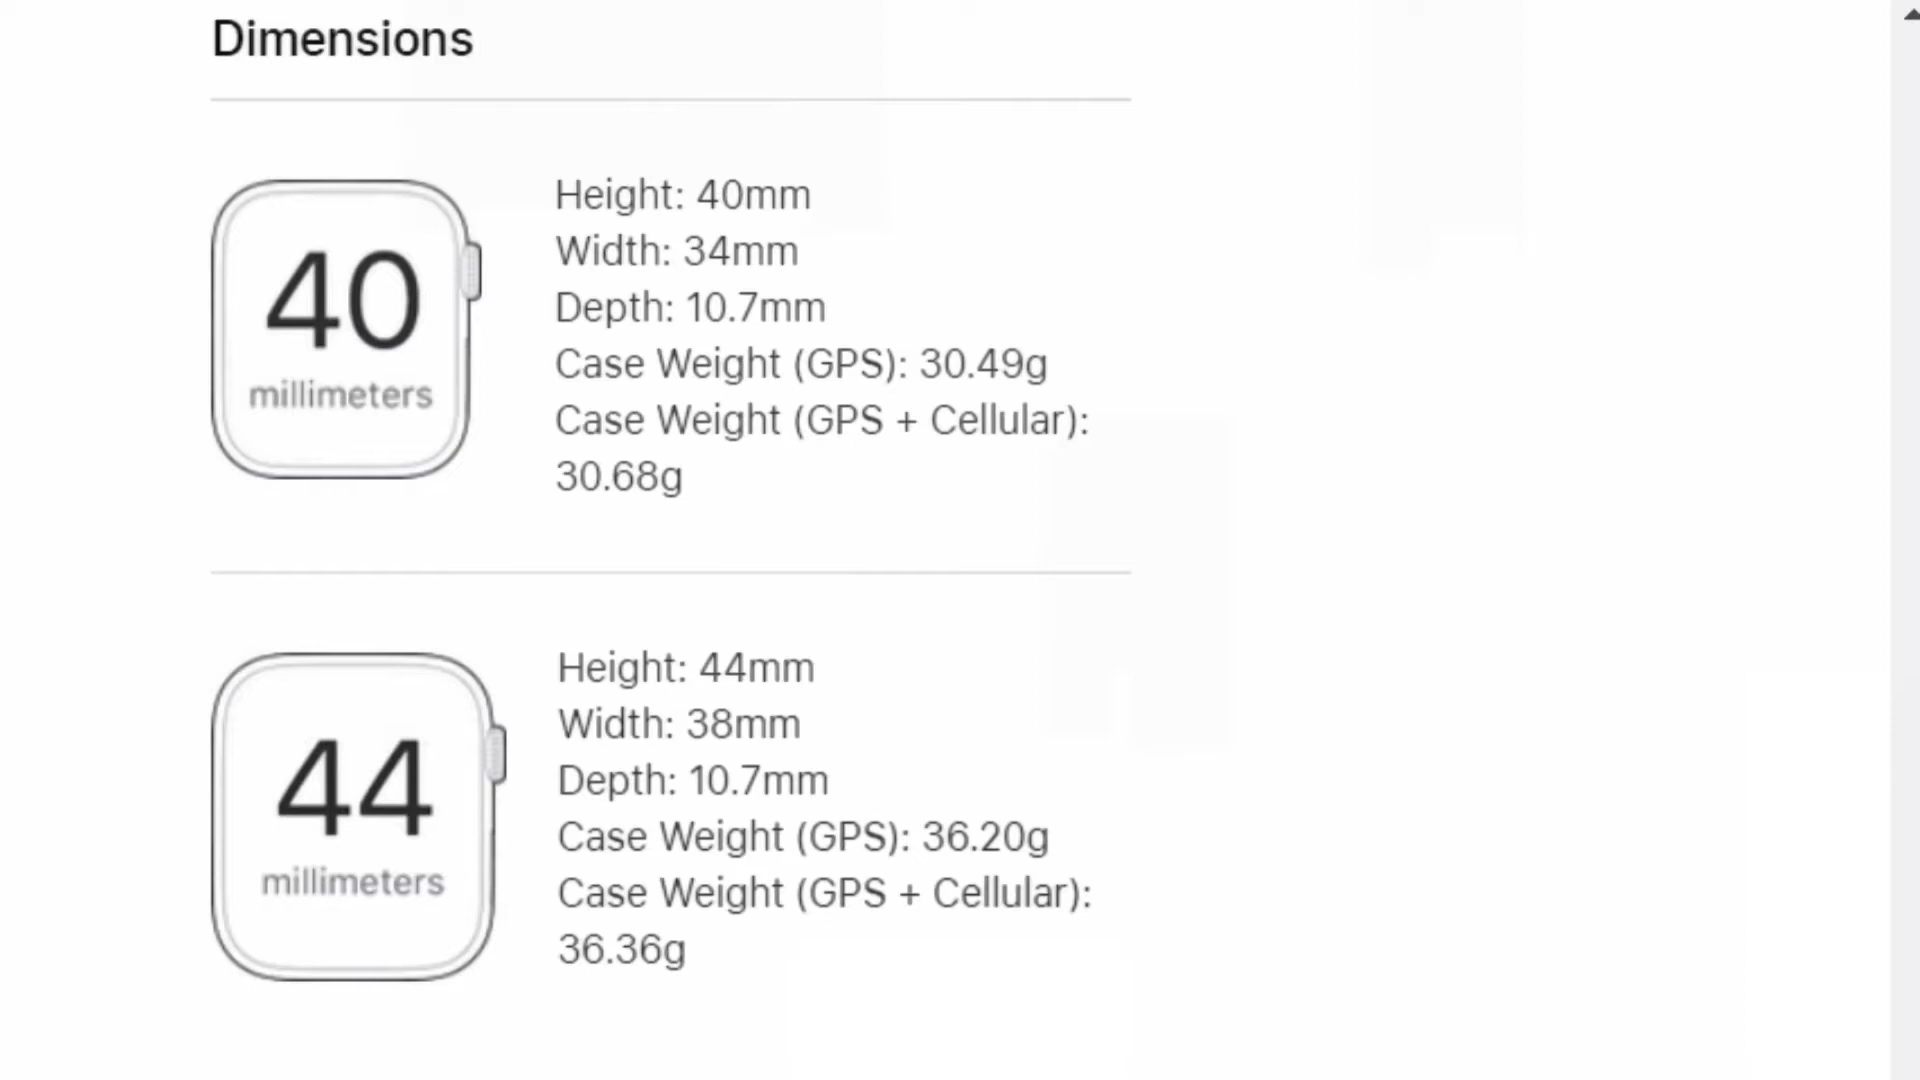 Dimensions
40
millimeters
Height: 40mm
Width: 34mm
Depth: 10.7mm
Case Weight (GPS): 30.49g
Case Weight (GPS + Cellular):
30.68g
44
millimeters
Height: 44mm
Width: 38mm
Depth: 10.7mm
Case Weight (GPS): 36.20g
Case Weight (GPS + Cellular):
36.36g